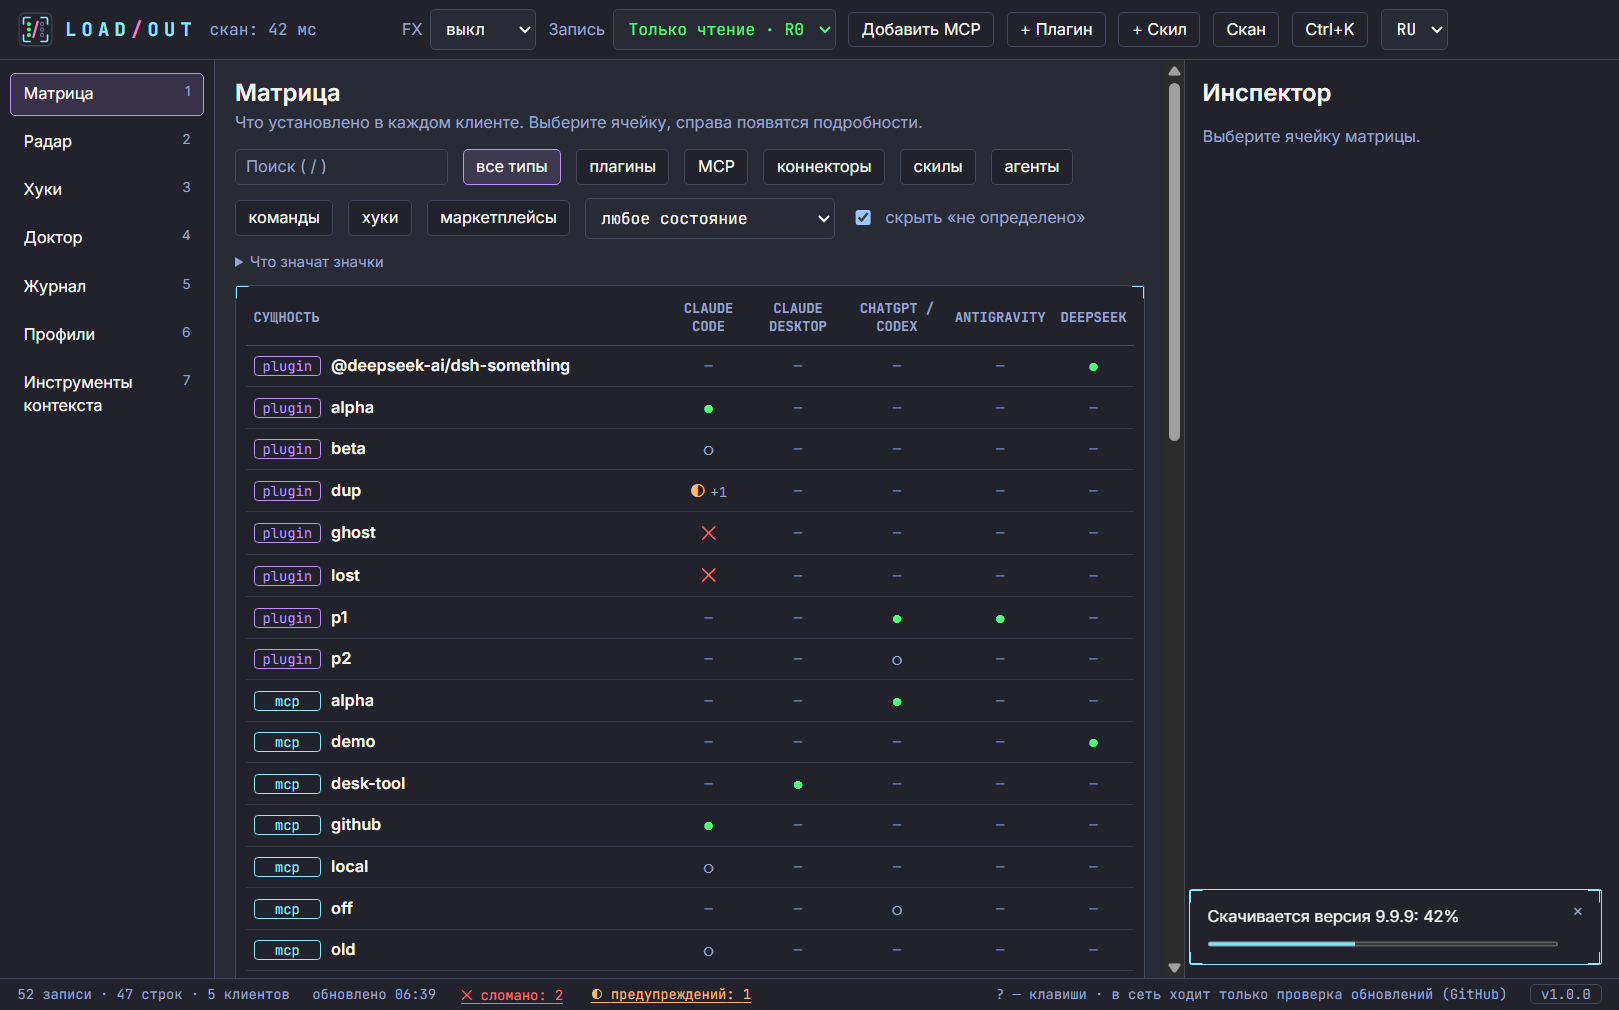 LOAD/OUT скан: 42 мс FX выкл Запись Только чтение · R0 Добавить MCP + Плагин + Скил Скан Ctrl+K RU
Матрица 1
Радар 2
Хуки 3
Доктор 4
Журнал 5
Профили 6
Инструменты контекста 7
Матрица
Что установлено в каждом клиенте. Выберите ячейку, справа появятся подробности.
Поиск ( / ) все типы плагины MCP коннекторы скилы агенты
команды хуки маркетплейсы любое состояние скрыть «не определено»
▶ Что значат значки
СУЩНОСТЬ CLAUDE CODE CLAUDE DESKTOP CHATGPT / CODEX ANTIGRAVITY DEEPSEEK
plugin @deepseek-ai/dsh-something — — — — ●
plugin alpha ● — — — —
plugin beta ○ — — — —
plugin dup ◐ +1 — — — —
plugin ghost ✕ — — — —
plugin lost ✕ — — — —
plugin p1 — — ● ● —
plugin p2 — — ○ — —
mcp alpha — — ● — —
mcp demo — — — — ●
mcp desk-tool — ● — — —
mcp github ● — — — —
mcp local ○ — — — —
mcp off — — ○ — —
mcp old ○ — — — —
Инспектор
Выберите ячейку матрицы.
Скачивается версия 9.9.9: 42% ×
52 записи · 47 строк · 5 клиентов обновлено 06:39 ✕ сломано: 2 ◐ предупреждений: 1 ? — клавиши · в сеть ходит только проверка обновлений (GitHub) v1.0.0